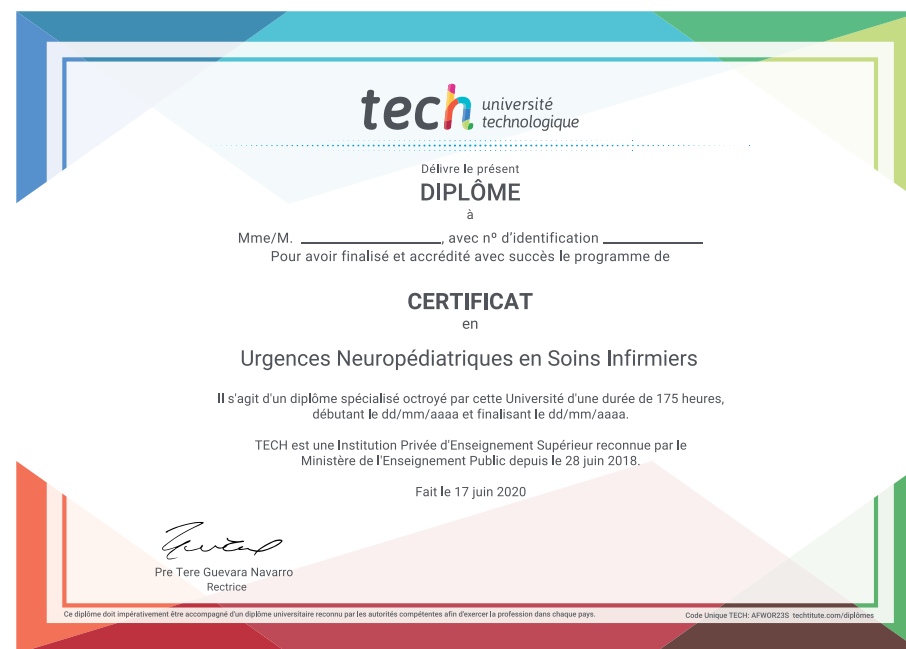 tech université
technologique
Délivre le présent
DIPLÔME
à
Mme/M. ____________________, avec nº d'identification ______________
Pour avoir finalisé et accrédité avec succès le programme de
CERTIFICAT
en
Urgences Neuropédiatriques en Soins Infirmiers
Il s'agit d'un diplôme spécialisé octroyé par cette Université d'une durée de 175 heures,
débutant le dd/mm/aaaa et finalisant le dd/mm/aaaa.
TECH est une Institution Privée d'Enseignement Supérieur reconnue par le
Ministère de l'Enseignement Public depuis le 28 juin 2018.
Fait le 17 juin 2020
Pre Tere Guevara Navarro
Rectrice
Ce diplôme doit impérativement être accompagné d'un diplôme universitaire reconnu par les autorités compétentes afin d'exercer la profession dans chaque pays.
Code Unique TECH: AFWOR23S techtitute.com/diplômes